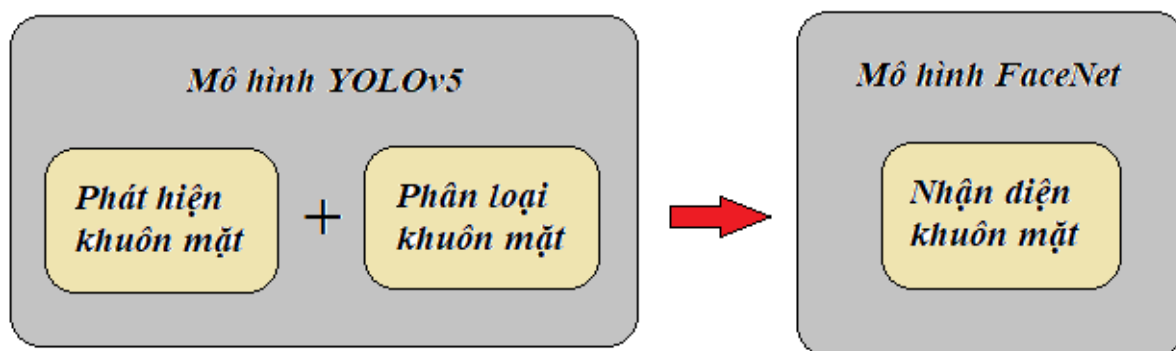 Mô hình YOLOv5
Phát hiện
khuôn mặt
+
Phân loại
khuôn mặt
Mô hình FaceNet
Nhận diện
khuôn mặt